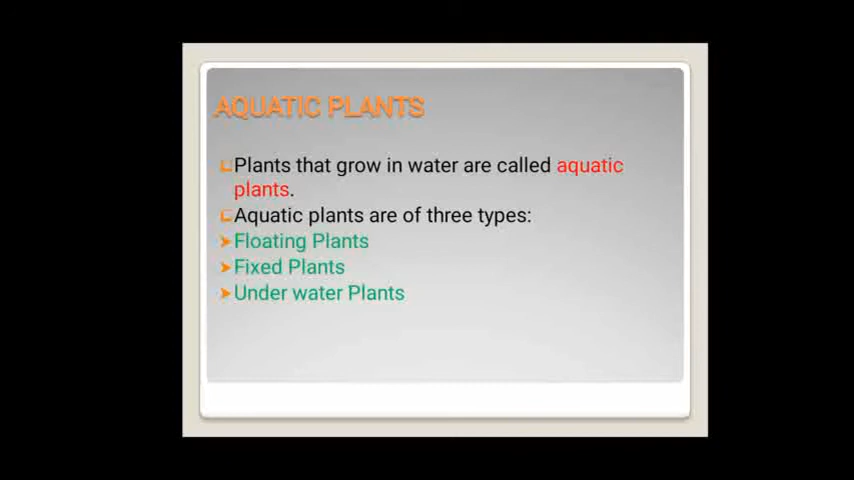 AQUATIC PLANTS
Plants that grow in water are called aquatic
plants.
Aquatic plants are of three types:
Floating Plants
Fixed Plants
Under water Plants